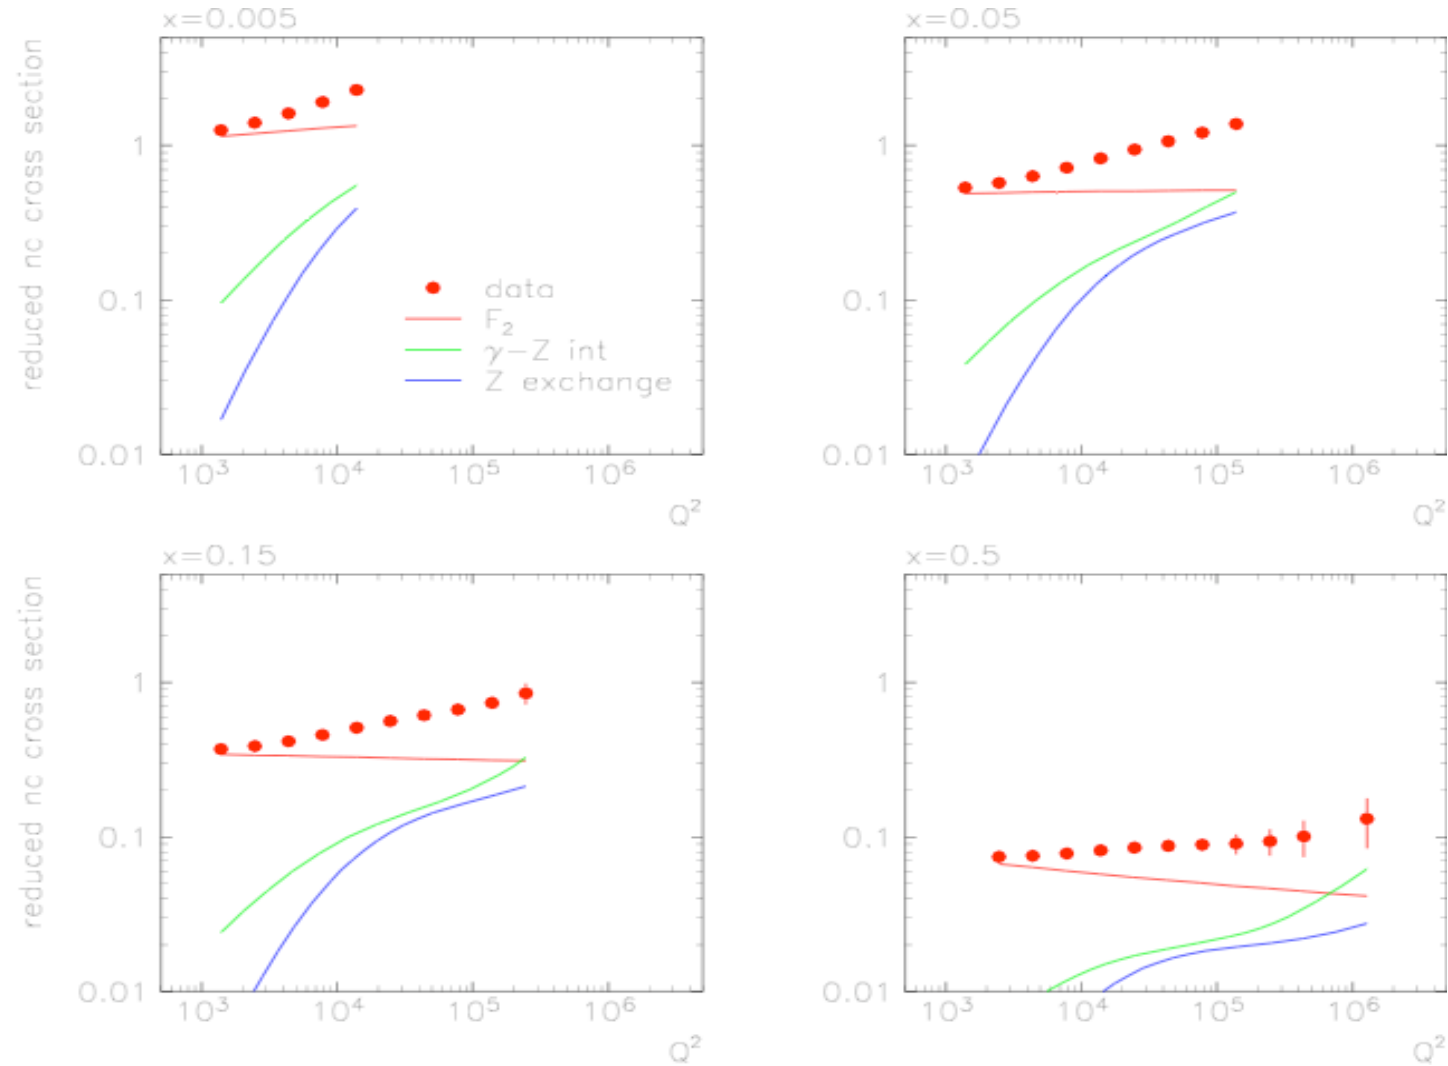 x=0.005
reduced nc cross section
1
0.1
0.01
10³ 10⁴ 10⁵ 10⁶
Q²
data
F₂
γ−Z int
Z exchange
x=0.05
1
0.1
0.01
10³ 10⁴ 10⁵ 10⁶
Q²
x=0.15
reduced nc cross section
1
0.1
0.01
10³ 10⁴ 10⁵ 10⁶
Q²
x=0.5
1
0.1
0.01
10³ 10⁴ 10⁵ 10⁶
Q²